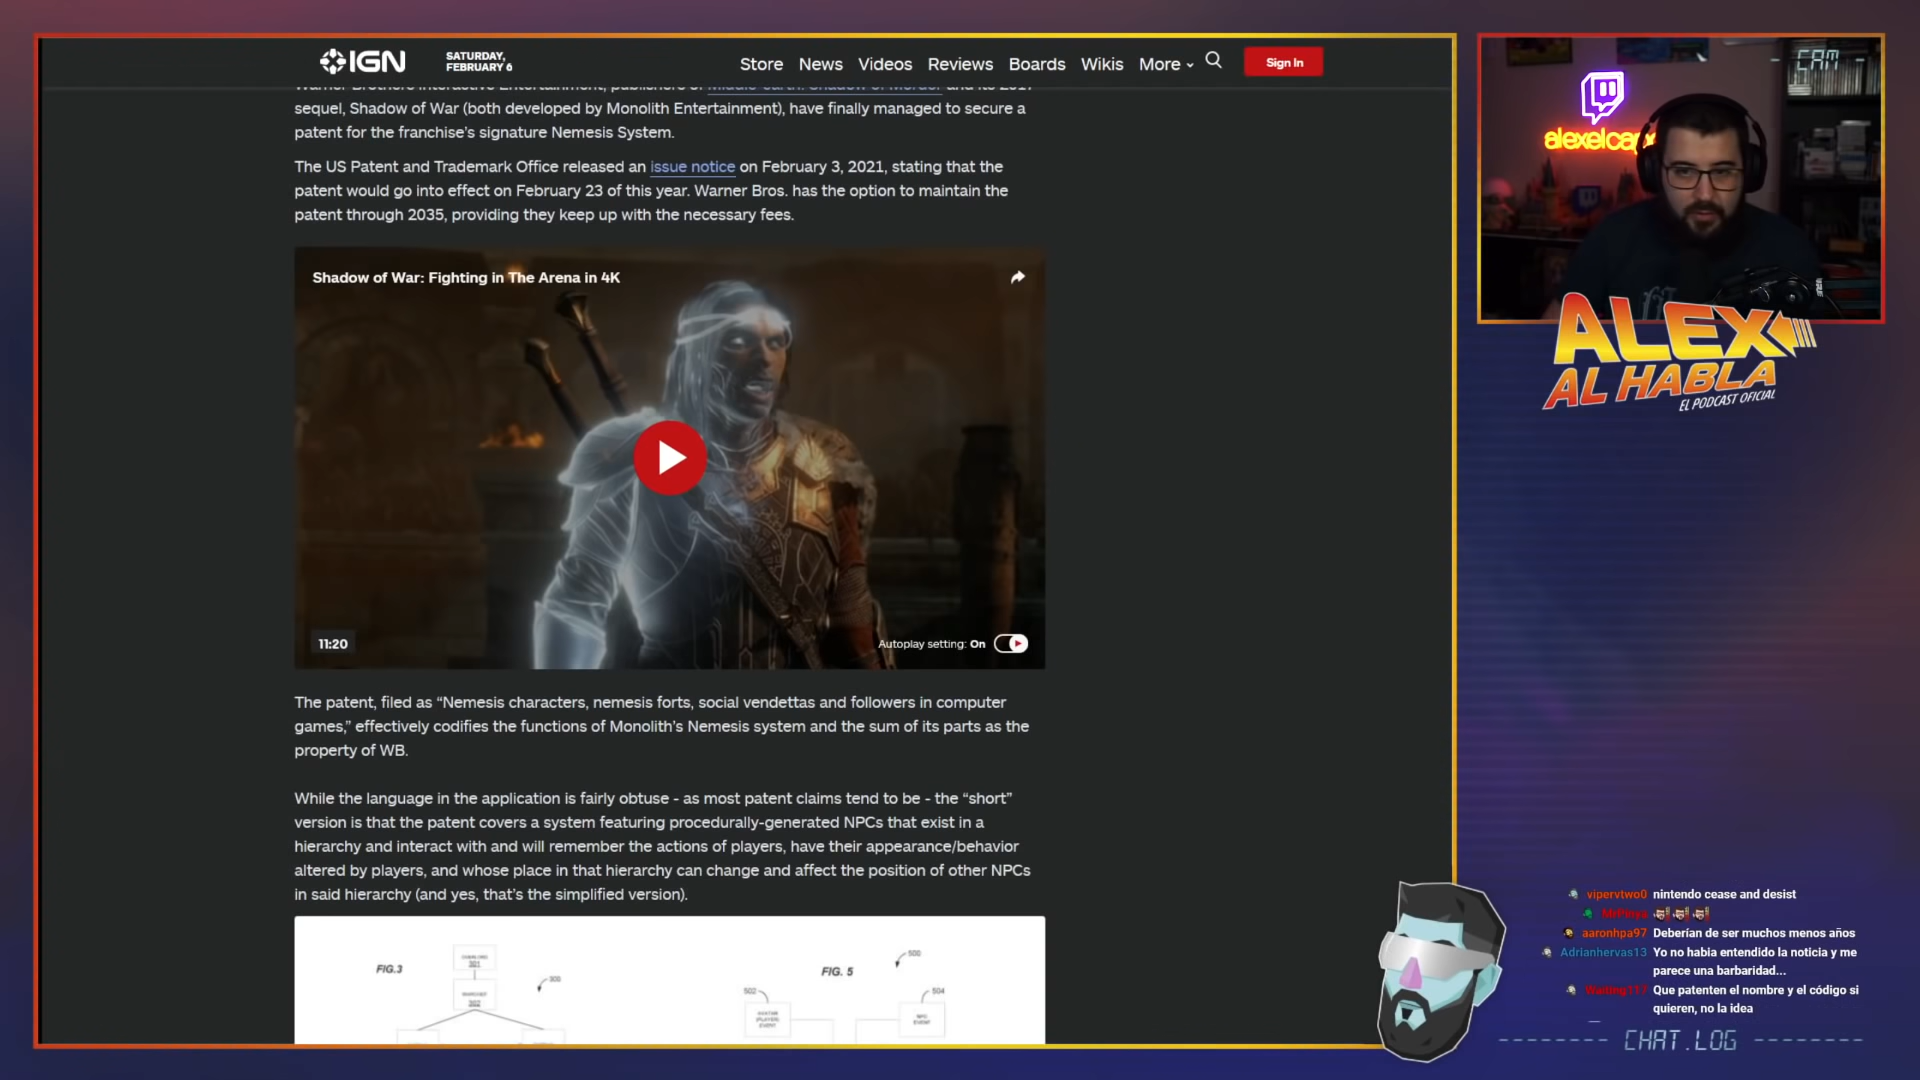 IGN
SATURDAY,
FEBRUARY 6
Store News Videos Reviews Boards Wikis More
Sign In
sequel, Shadow of War (both developed by Monolith Entertainment), have finally managed to secure a
patent for the franchise’s signature Nemesis System.
The US Patent and Trademark Office released an issue notice on February 3, 2021, stating that the
patent would go into effect on February 23 of this year. Warner Bros. has the option to maintain the
patent through 2035, providing they keep up with the necessary fees.
Shadow of War: Fighting in The Arena in 4K
11:20
Autoplay setting: On
The patent, filed as “Nemesis characters, nemesis forts, social vendettas and followers in computer
games,” effectively codifies the functions of Monolith’s Nemesis system and the sum of its parts as the
property of WB.
While the language in the application is fairly obtuse - as most patent claims tend to be - the “short”
version is that the patent covers a system featuring procedurally-generated NPCs that exist in a
hierarchy and interact with and will remember the actions of players, have their appearance/behavior
altered by players, and whose place in that hierarchy can change and affect the position of other NPCs
in said hierarchy (and yes, that’s the simplified version).
FIG.3
301
300
302
FIG. 5
500
502
504
- CAM -
ALEX
AL HABLA
EL PODCAST OFICIAL
vipervtwo0 nintendo cease and desist
aaronhpa97 Deberían de ser muchos menos años
Adrianhervas13 Yo no habia entendido la noticia y me
parece una barbaridad...
Waiting117 Que patenten el nombre y el código si
quieren, no la idea
CHAT.LOG